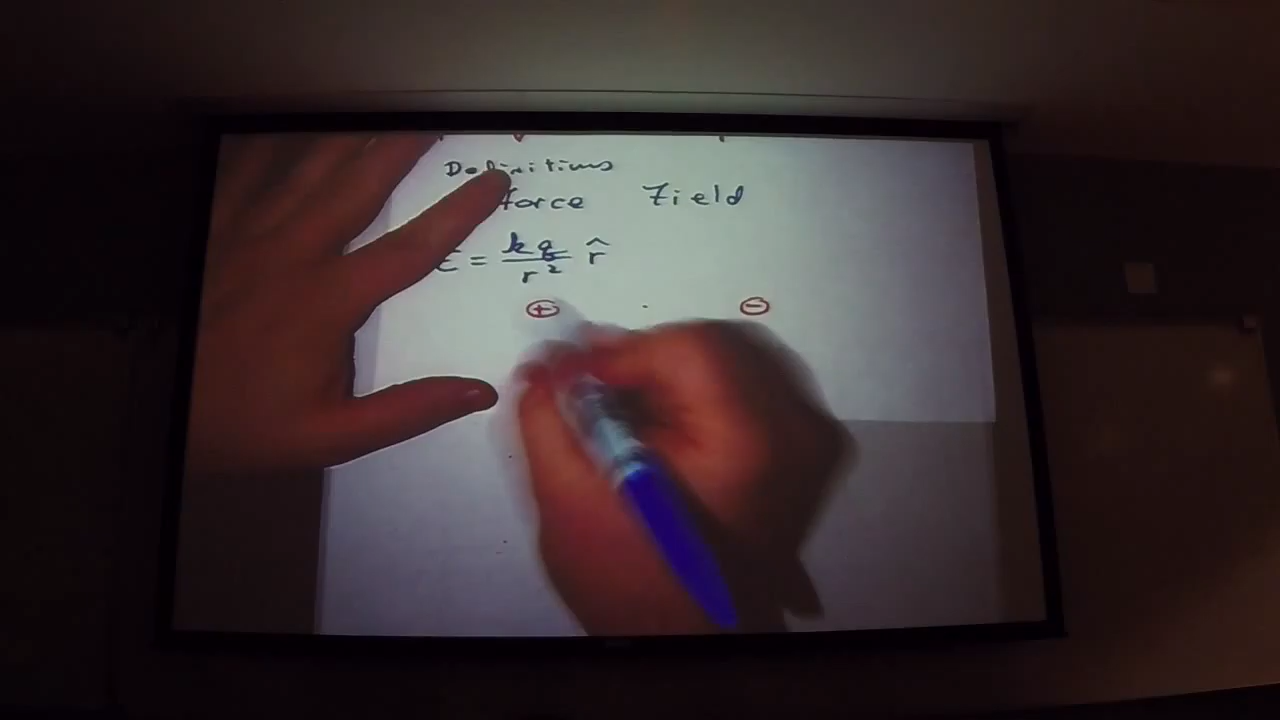 Definitions
force Field
E = kq/r² r̂
+ · −